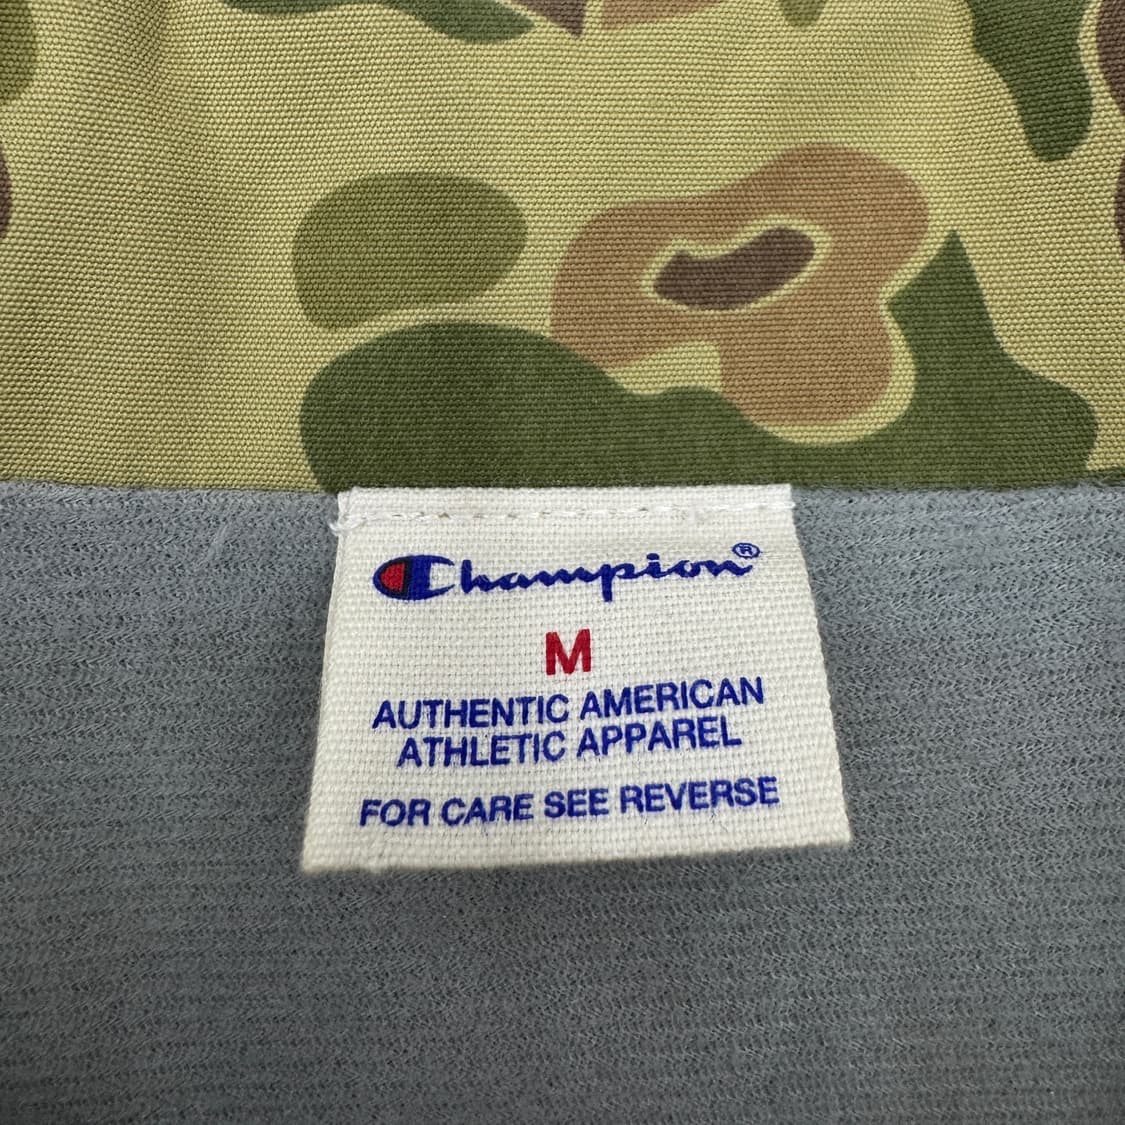 Champion®
M
AUTHENTIC AMERICAN
ATHLETIC APPAREL
FOR CARE SEE REVERSE